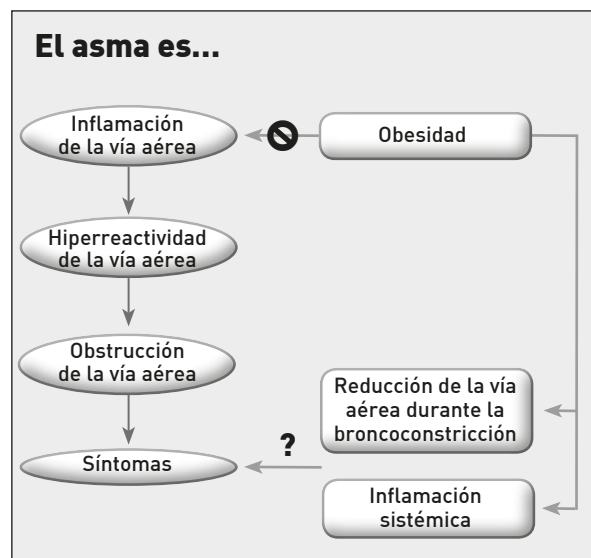 El asma es...
Inflamación
de la vía aérea
Obesidad
Hiperreactividad
de la vía aérea
Obstrucción
de la vía aérea
Reducción de la vía
aérea durante la
broncoconstricción
?
Síntomas
Inflamación
sistémica